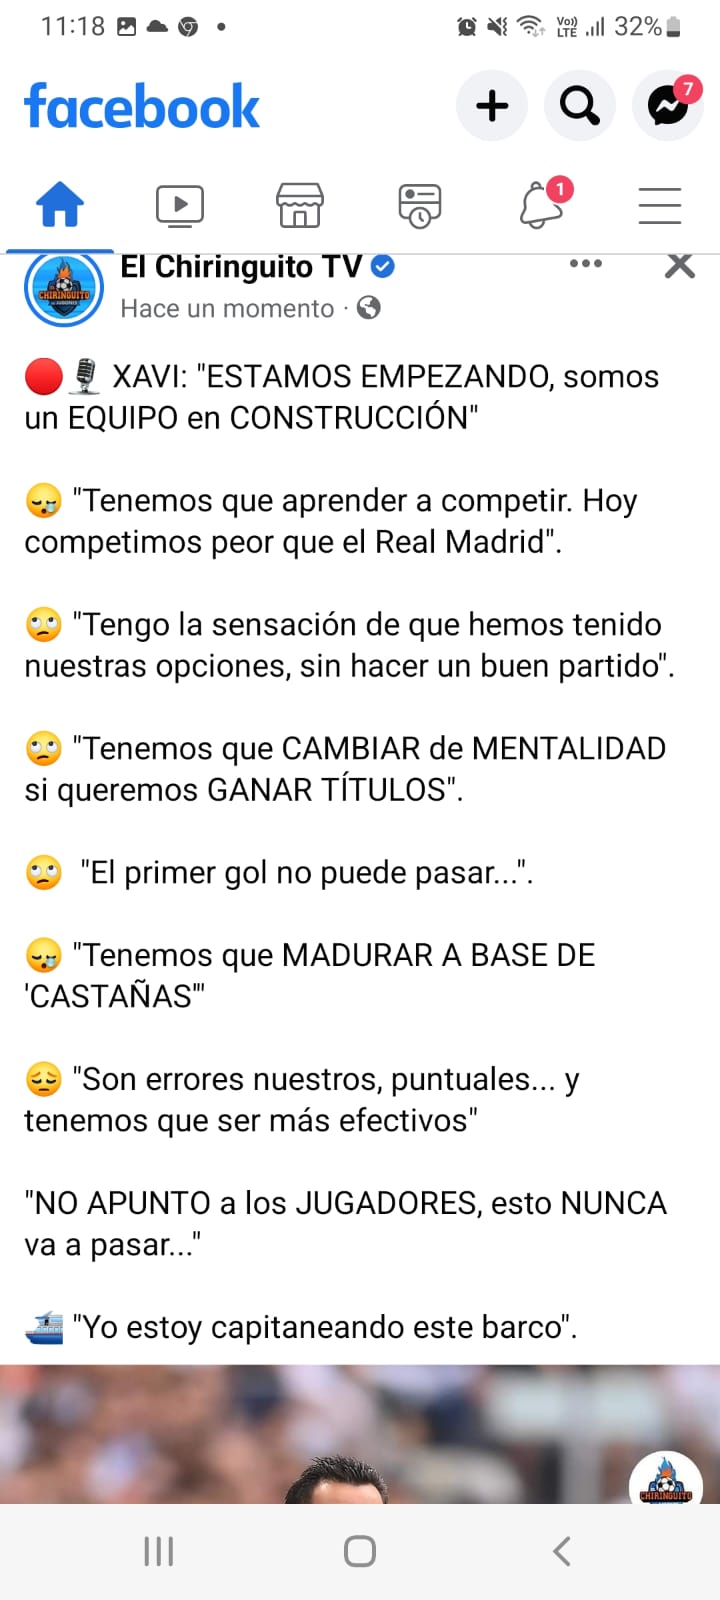 11:18
Vo))
LTE
32%
facebook
7
1
CHIRINGUITO
El Chiringuito TV
Hace un momento ·
XAVI: "ESTAMOS EMPEZANDO, somos
un EQUIPO en CONSTRUCCIÓN"
"Tenemos que aprender a competir. Hoy
competimos peor que el Real Madrid".
"Tengo la sensación de que hemos tenido
nuestras opciones, sin hacer un buen partido".
"Tenemos que CAMBIAR de MENTALIDAD
si queremos GANAR TÍTULOS".
"El primer gol no puede pasar...".
"Tenemos que MADURAR A BASE DE
'CASTAÑAS'"
"Son errores nuestros, puntuales... y
tenemos que ser más efectivos"
"NO APUNTO a los JUGADORES, esto NUNCA
va a pasar..."
"Yo estoy capitaneando este barco".
CHIRINGUITO